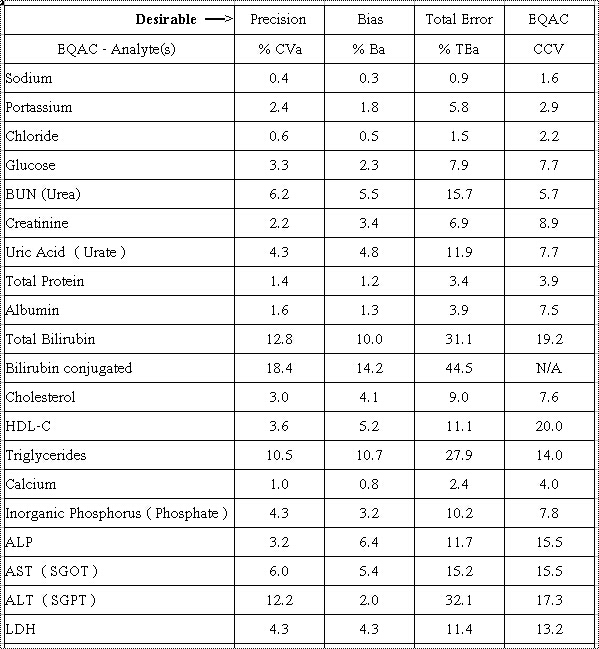 Desirable Precision Bias Total Error EQAC
EQAC - Analyte(s) % CVa % Ba % TEa CCV
Sodium 0.4 0.3 0.9 1.6
Portassium 2.4 1.8 5.8 2.9
Chloride 0.6 0.5 1.5 2.2
Glucose 3.3 2.3 7.9 7.7
BUN (Urea) 6.2 5.5 15.7 5.7
Creatinine 2.2 3.4 6.9 8.9
Uric Acid ( Urate ) 4.3 4.8 11.9 7.7
Total Protein 1.4 1.2 3.4 3.9
Albumin 1.6 1.3 3.9 7.5
Total Bilirubin 12.8 10.0 31.1 19.2
Bilirubin conjugated 18.4 14.2 44.5 N/A
Cholesterol 3.0 4.1 9.0 7.6
HDL-C 3.6 5.2 11.1 20.0
Triglycerides 10.5 10.7 27.9 14.0
Calcium 1.0 0.8 2.4 4.0
Inorganic Phosphorus ( Phosphate ) 4.3 3.2 10.2 7.8
ALP 3.2 6.4 11.7 15.5
AST ( SGOT ) 6.0 5.4 15.2 15.5
ALT ( SGPT ) 12.2 2.0 32.1 17.3
LDH 4.3 4.3 11.4 13.2